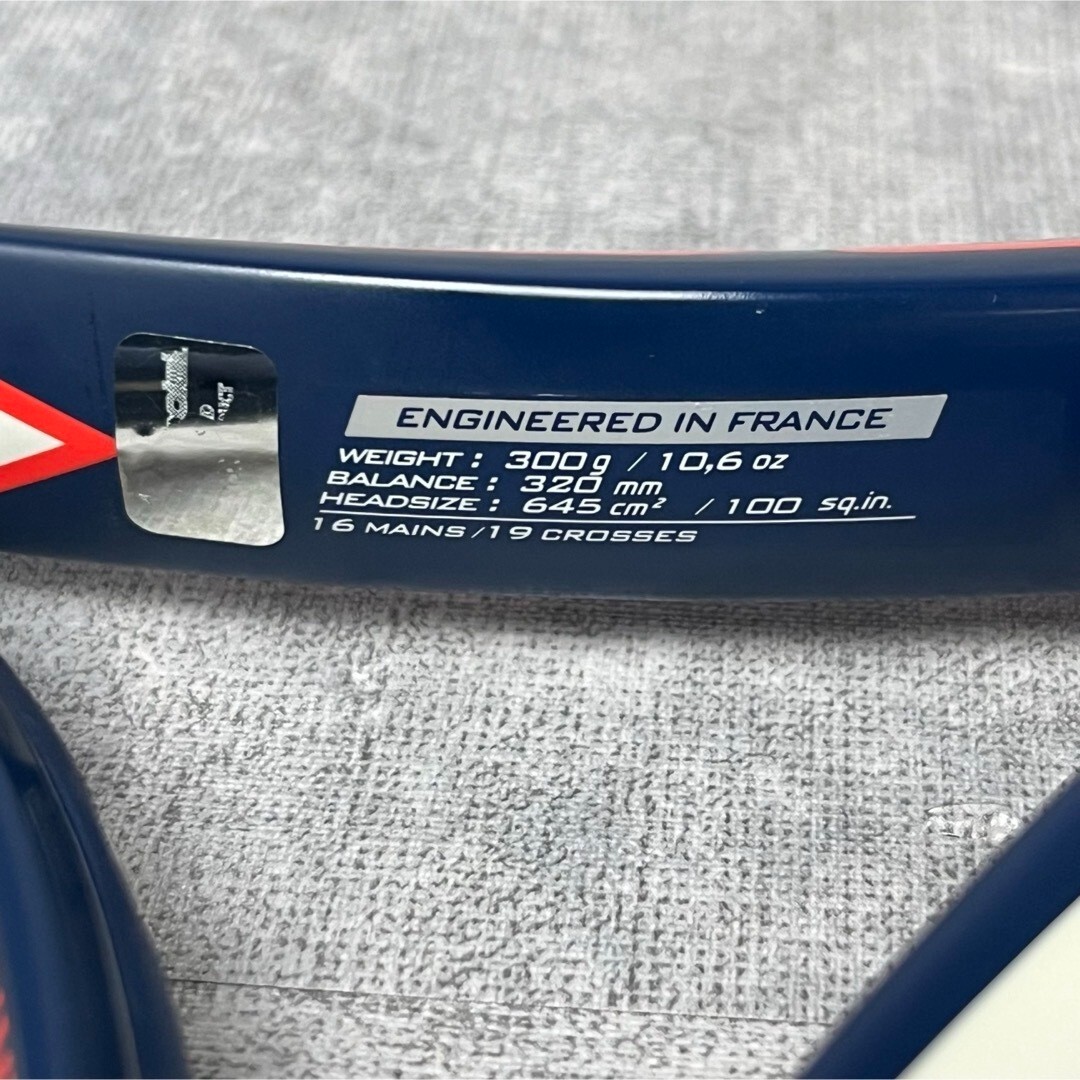 ENGINEERED IN FRANCE
WEIGHT : 300g / 10,6 oz
BALANCE : 320 mm
HEADSIZE : 645 cm² / 100 sq.in.
16 MAINS/19 CROSSES